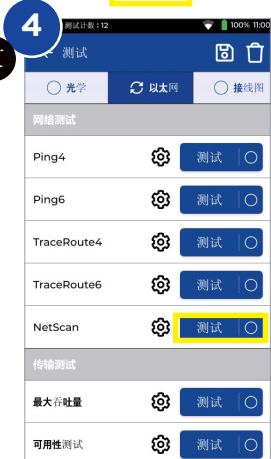 4
测试计数:12
100% 11:00
← 测试
光学 以太网 接线图
网络测试
Ping4 测试
Ping6 测试
TraceRoute4 测试
TraceRoute6 测试
NetScan 测试
传输测试
最大吞吐量 测试
可用性测试 测试